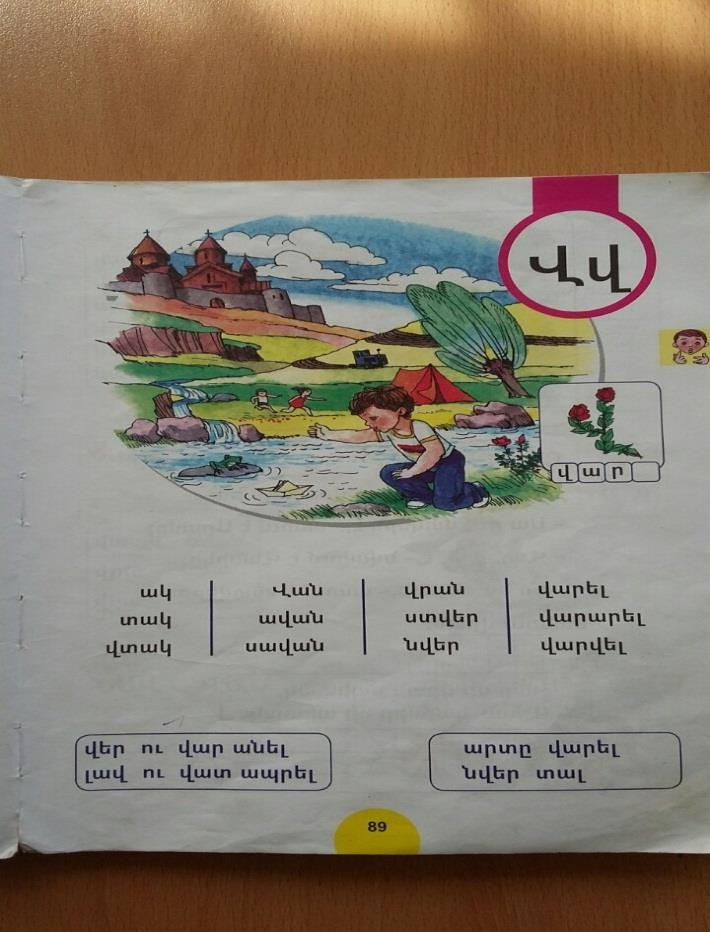 Վվ
վար
ակ Վան վրան վարել
տակ ավան ստվեր վարարել
վտակ սավան նվեր վարվել
վեր ու վար անել
լավ ու վատ ապրել
արտը վարել
նվեր տալ
89